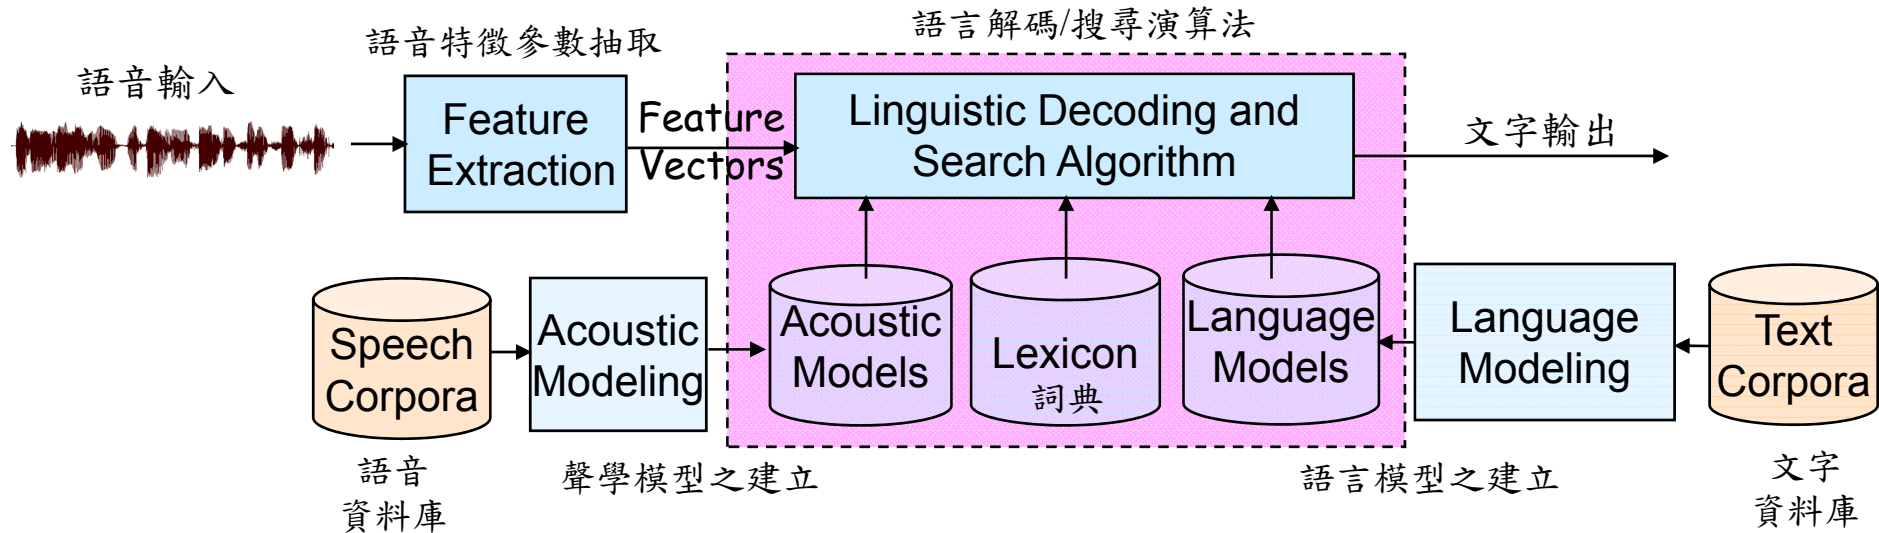 語言解碼/搜尋演算法
語音特徵參數抽取
語音輸入
Feature
Extraction
Feature
Vectors
Linguistic Decoding and
Search Algorithm
文字輸出
Speech
Corpora
Acoustic
Modeling
Acoustic
Models
Lexicon
詞典
Language
Models
Language
Modeling
Text
Corpora
語音
資料庫
聲學模型之建立
語言模型之建立
文字
資料庫